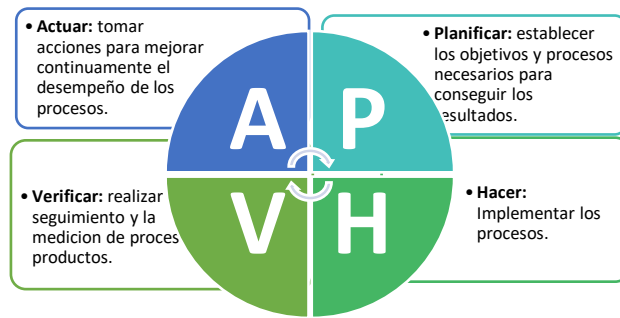 • Actuar: tomar
acciones para mejorar
continuamente el
desempeño de los
procesos.
• Planificar: establecer
los objetivos y procesos
necesarios para
conseguir los
esultados.
A P
V H
• Verificar: realizar
seguimiento y la
medicion de proces
productos.
• Hacer:
Implementar los
procesos.